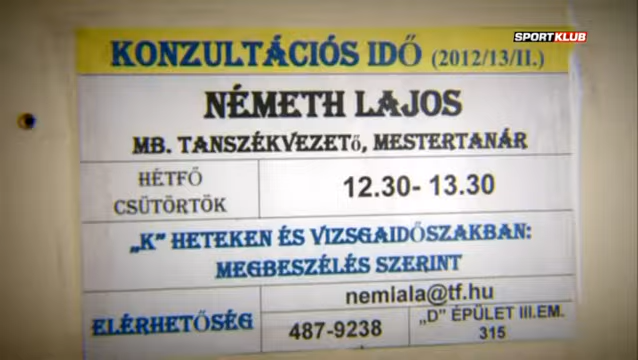 SPORTKLUB
KONZULTÁCIÓS IDŐ (2012/13/II.)
NÉMETH LAJOS
MB. TANSZÉKVEZETŐ, MESTERTANÁR
HÉTFŐ
CSÜTÖRTÖK
12.30- 13.30
„K” HETEKEN ÉS VIZSGAIDŐSZAKBAN:
MEGBESZÉLÉS SZERINT
ELÉRHETŐSÉG
nemlala@tf.hu
487-9238
„D” ÉPÜLET III.EM.
315